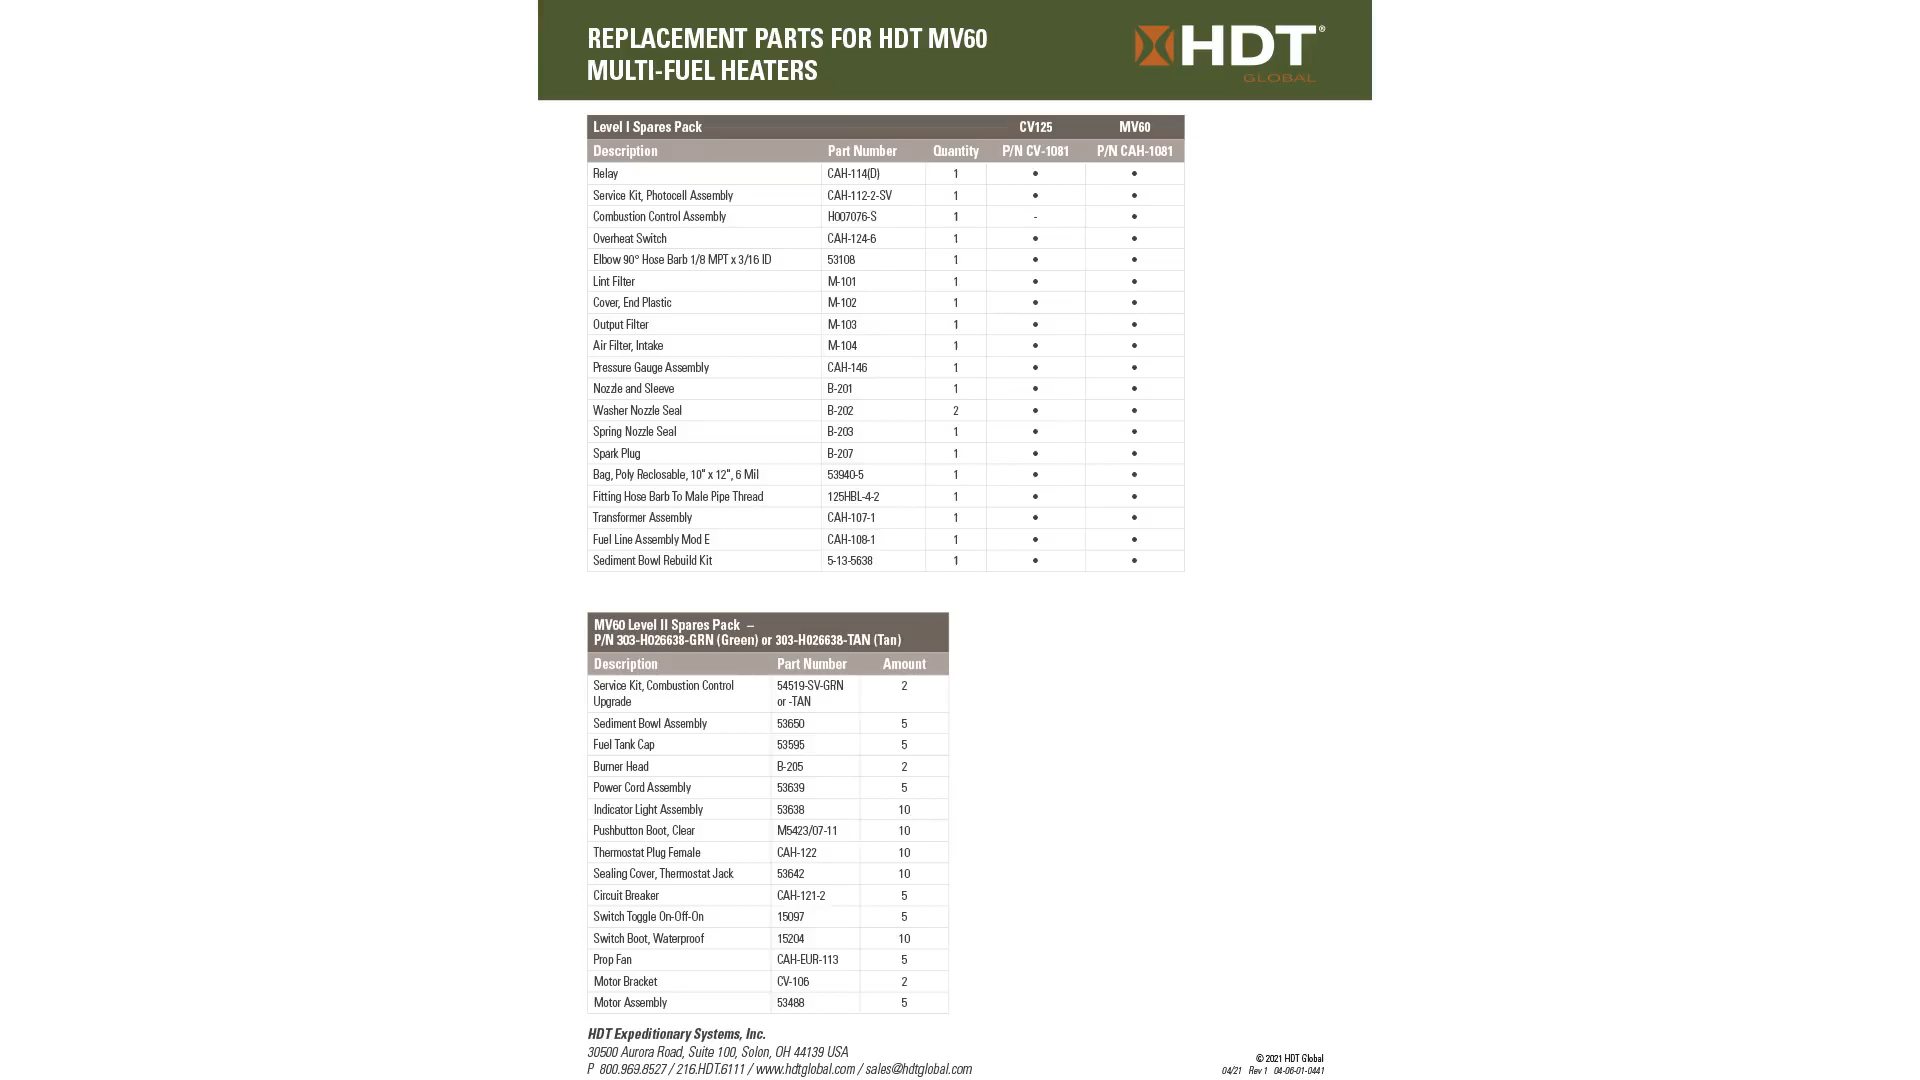 REPLACEMENT PARTS FOR HDT MV60
MULTI-FUEL HEATERS
HDT®
GLOBAL
Level I Spares Pack CV125 MV60
Description Part Number Quantity P/N CV-1081 P/N CAH-1081
Relay CAH-114(D) 1 • •
Service Kit, Photocell Assembly CAH-112-2-SV 1 • •
Combustion Control Assembly H007076-S 1 - •
Overheat Switch CAH-124-6 1 • •
Elbow 90° Hose Barb 1/8 MPT x 3/16 ID 53108 1 • •
Lint Filter M-101 1 • •
Cover, End Plastic M-102 1 • •
Output Filter M-103 1 • •
Air Filter, Intake M-104 1 • •
Pressure Gauge Assembly CAH-146 1 • •
Nozzle and Sleeve B-201 1 • •
Washer Nozzle Seal B-202 2 • •
Spring Nozzle Seal B-203 1 • •
Spark Plug B-207 1 • •
Bag, Poly Reclosable, 10" x 12", 6 Mil 53940-5 1 • •
Fitting Hose Barb To Male Pipe Thread 125HBL-4-2 1 • •
Transformer Assembly CAH-107-1 1 • •
Fuel Line Assembly Mod E CAH-108-1 1 • •
Sediment Bowl Rebuild Kit 5-13-5638 1 • •
MV60 Level II Spares Pack –
P/N 303-H026638-GRN (Green) or 303-H026638-TAN (Tan)
Description Part Number Amount
Service Kit, Combustion Control 54519-SV-GRN 2
Upgrade or -TAN
Sediment Bowl Assembly 53650 5
Fuel Tank Cap 53595 5
Burner Head B-205 2
Power Cord Assembly 53639 5
Indicator Light Assembly 53638 10
Pushbutton Boot, Clear M5423/07-11 10
Thermostat Plug Female CAH-122 10
Sealing Cover, Thermostat Jack 53642 10
Circuit Breaker CAH-121-2 5
Switch Toggle On-Off-On 15097 5
Switch Boot, Waterproof 15204 10
Prop Fan CAH-EUR-113 5
Motor Bracket CV-106 2
Motor Assembly 53488 5
HDT Expeditionary Systems, Inc.
30500 Aurora Road, Suite 100, Solon, OH 44139 USA
P 800.969.8527 / 216.HDT.6111 / www.hdtglobal.com / sales@hdtglobal.com
© 2021 HDT Global
04/21 Rev 1 04-06-01-0441